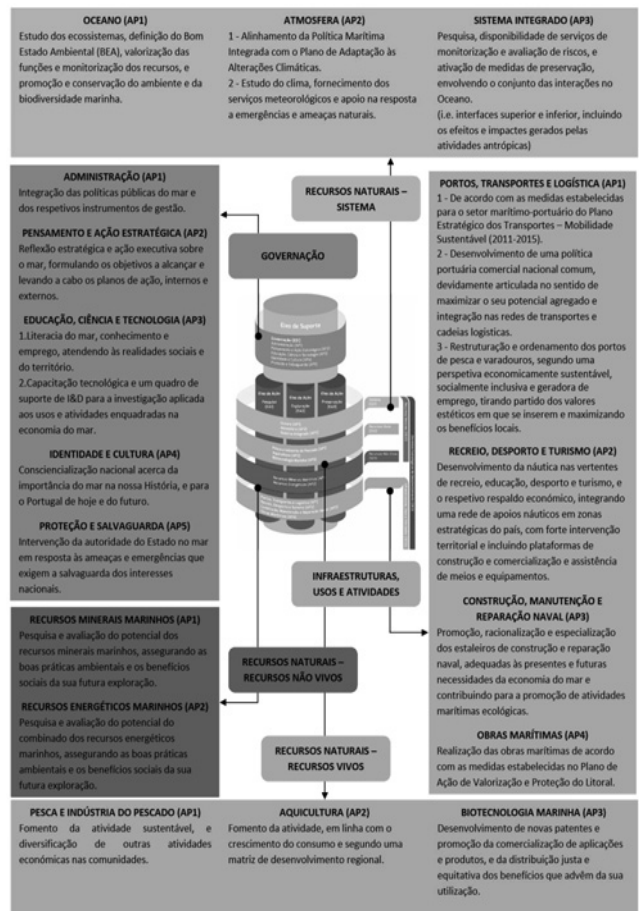 OCEANO (AP1)
Estudo dos ecossistemas, definição do Bom
Estado Ambiental (BEA), valorização das
funções e monitorização dos recursos, e
promoção e conservação do ambiente e da
biodiversidade marinha.
ATMOSFERA (AP2)
1 - Alinhamento da Política Marítima
Integrada com o Plano de Adaptação às
Alterações Climáticas.
2 - Estudo do clima, fornecimento dos
serviços meteorológicos e apoio na resposta
a emergências e ameaças naturais.
SISTEMA INTEGRADO (AP3)
Pesquisa, disponibilidade de serviços de
monitorização e avaliação de riscos, e
ativação de medidas de preservação,
envolvendo o conjunto das interações no
Oceano.
(i.e. interfaces superior e inferior, incluindo
os efeitos e impactes gerados pelas
atividades antrópicas)
ADMINISTRAÇÃO (AP1)
Integração das políticas públicas do mar e
dos respetivos instrumentos de gestão.
PENSAMENTO E AÇÃO ESTRATÉGICA (AP2)
Reflexão estratégica e ação executiva sobre
o mar, formulando os objetivos a alcançar e
levando a cabo os planos de ação, internos e
externos.
EDUCAÇÃO, CIÊNCIA E TECNOLOGIA (AP3)
1.Literacia do mar, conhecimento e
emprego, atendendo às realidades sociais e
do território.
2.Capacitação tecnológica e um quadro de
suporte de I&D para a investigação aplicada
aos usos e atividades enquadradas na
economia do mar.
IDENTIDADE E CULTURA (AP4)
Consciencialização nacional acerca da
importância do mar na nossa História, e para
o Portugal de hoje e do futuro.
PROTEÇÃO E SALVAGUARDA (AP5)
Intervenção da autoridade do Estado no mar
em resposta às ameaças e emergências que
exigem a salvaguarda dos interesses
nacionais.
RECURSOS MINERAIS MARINHOS (AP1)
Pesquisa e avaliação do potencial dos
recursos minerais marinhos, assegurando as
boas práticas ambientais e os benefícios
sociais da sua futura exploração.
RECURSOS ENERGÉTICOS MARINHOS (AP2)
Pesquisa e avaliação do potencial do
combinado dos recursos energéticos
marinhos, assegurando as boas práticas
ambientais e os benefícios sociais da sua
futura exploração.
RECURSOS NATURAIS –
SISTEMA
GOVERNAÇÃO
Eixo de Suporte
INFRAESTRUTURAS,
USOS E ATIVIDADES
RECURSOS NATURAIS –
RECURSOS NÃO VIVOS
RECURSOS NATURAIS –
RECURSOS VIVOS
PORTOS, TRANSPORTES E LOGÍSTICA (AP1)
1 - De acordo com as medidas estabelecidas
para o setor marítimo-portuário do Plano
Estratégico dos Transportes – Mobilidade
Sustentável (2011-2015).
2 - Desenvolvimento de uma política
portuária comercial nacional comum,
devidamente articulada no sentido de
maximizar o seu potencial agregado e
integração nas redes de transportes e
cadeias logísticas.
3 - Restruturação e ordenamento dos portos
de pesca e varadouros, segundo uma
perspetiva economicamente sustentável,
socialmente inclusiva e geradora de
emprego, tirando partido dos valores
estéticos em que se inserem e maximizando
os benefícios locais.
RECREIO, DESPORTO E TURISMO (AP2)
Desenvolvimento da náutica nas vertentes
de recreio, educação, desporto e turismo, e
o respetivo respaldo económico, integrando
uma rede de apoios náuticos em zonas
estratégicas do país, com forte intervenção
territorial e incluindo plataformas de
construção e comercialização e assistência
de meios e equipamentos.
CONSTRUÇÃO, MANUTENÇÃO E
REPARAÇÃO NAVAL (AP3)
Promoção, racionalização e especialização
dos estaleiros de construção e reparação
naval, adequadas às presentes e futuras
necessidades da economia do mar e
contribuindo para a promoção de atividades
marítimas ecológicas.
OBRAS MARÍTIMAS (AP4)
Realização das obras marítimas de acordo
com as medidas estabelecidas no Plano de
Ação de Valorização e Proteção do Litoral.
PESCA E INDÚSTRIA DO PESCADO (AP1)
Fomento da atividade sustentável, e
diversificação de outras atividades
económicas nas comunidades.
AQUICULTURA (AP2)
Fomento da atividade, em linha com o
crescimento do consumo e segundo uma
matriz de desenvolvimento regional.
BIOTECNOLOGIA MARINHA (AP3)
Desenvolvimento de novas patentes e
promoção da comercialização de aplicações
e produtos, e da distribuição justa e
equitativa dos benefícios que advêm da sua
utilização.